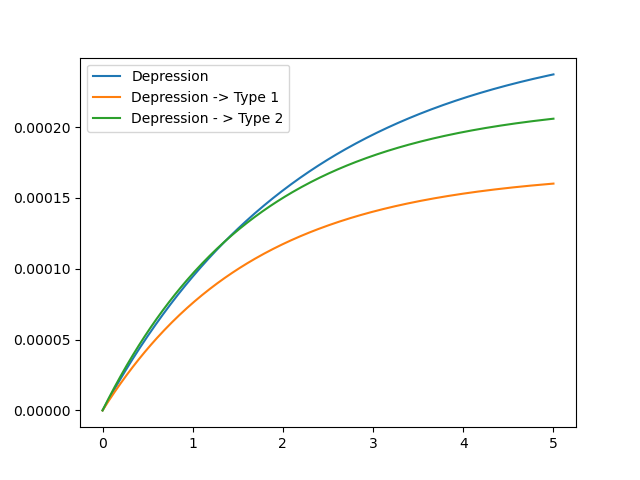 Depression
Depression -> Type 1
Depression - > Type 2
0.00020
0.00015
0.00010
0.00005
0.00000
0 1 2 3 4 5